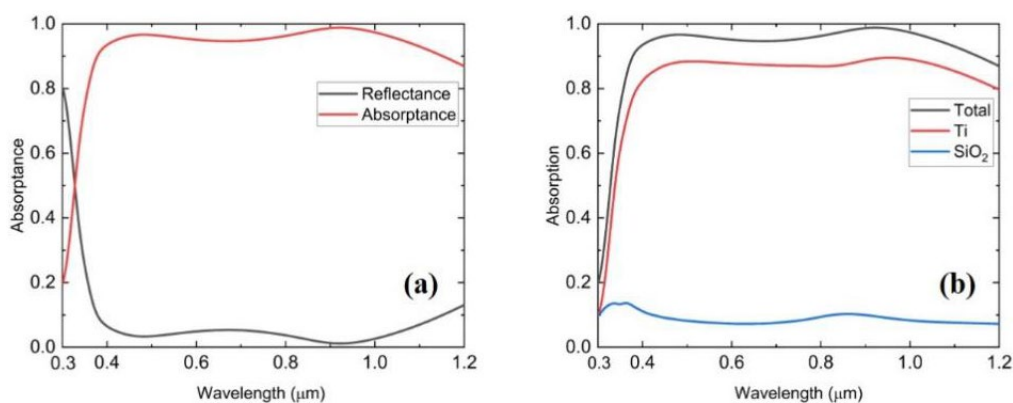 1.0
0.8
0.6
0.4
0.2
0.0
Absorptance
Reflectance
Absorptance
(a)
0.3 0.4 0.6 0.8 1.0 1.2
Wavelength (μm)
1.0
0.8
0.6
0.4
0.2
0.0
Absorption
Total
Ti
SiO₂
(b)
0.3 0.4 0.6 0.8 1.0 1.2
Wavelength (μm)